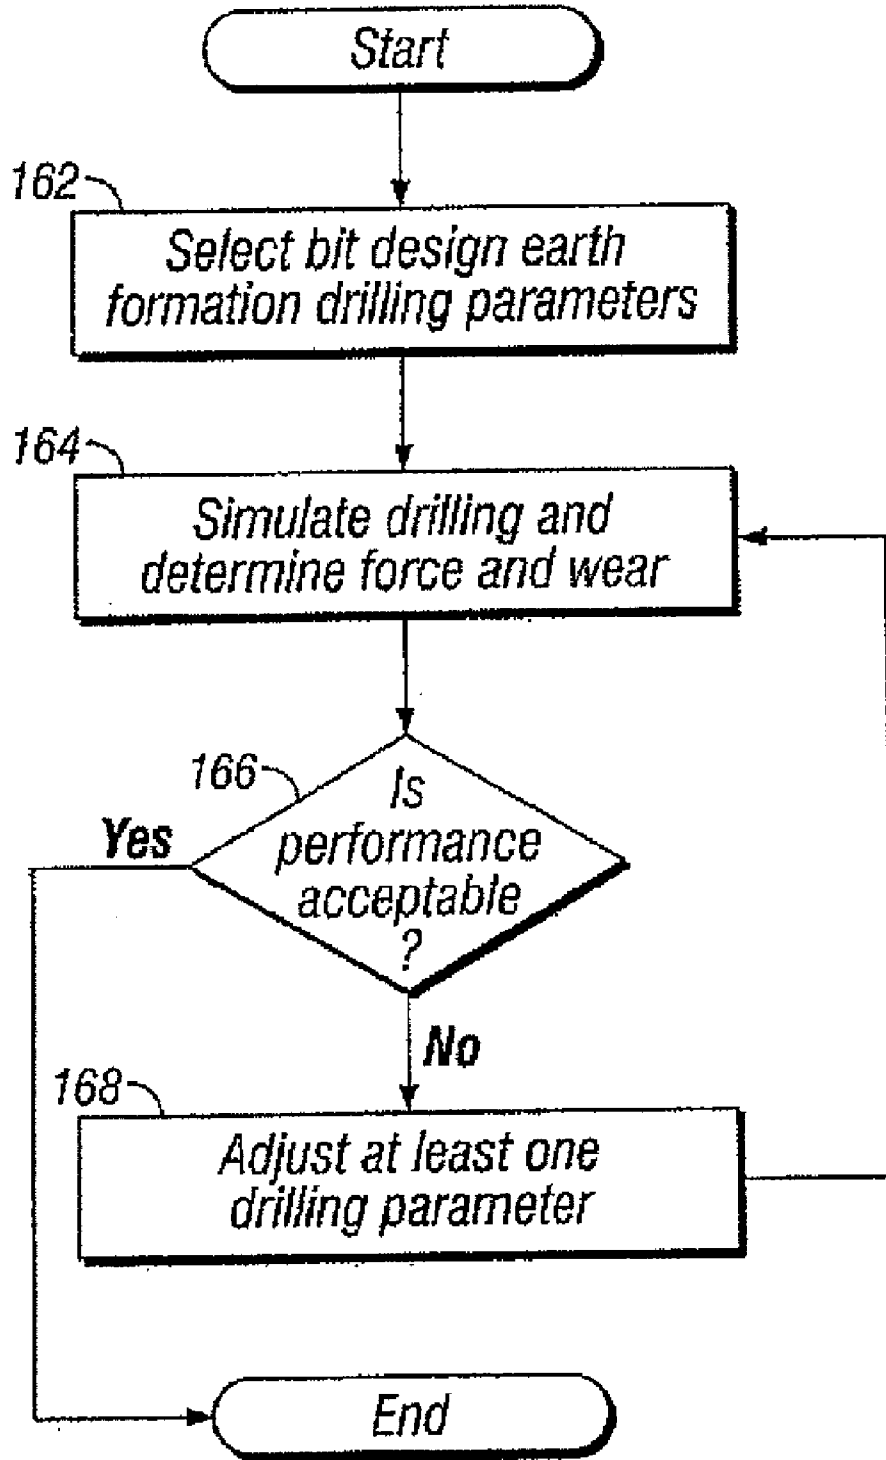 Start
162
Select bit design earth
formation drilling parameters
164
Simulate drilling and
determine force and wear
166
Is
performance
acceptable
?
Yes
No
168
Adjust at least one
drilling parameter
End